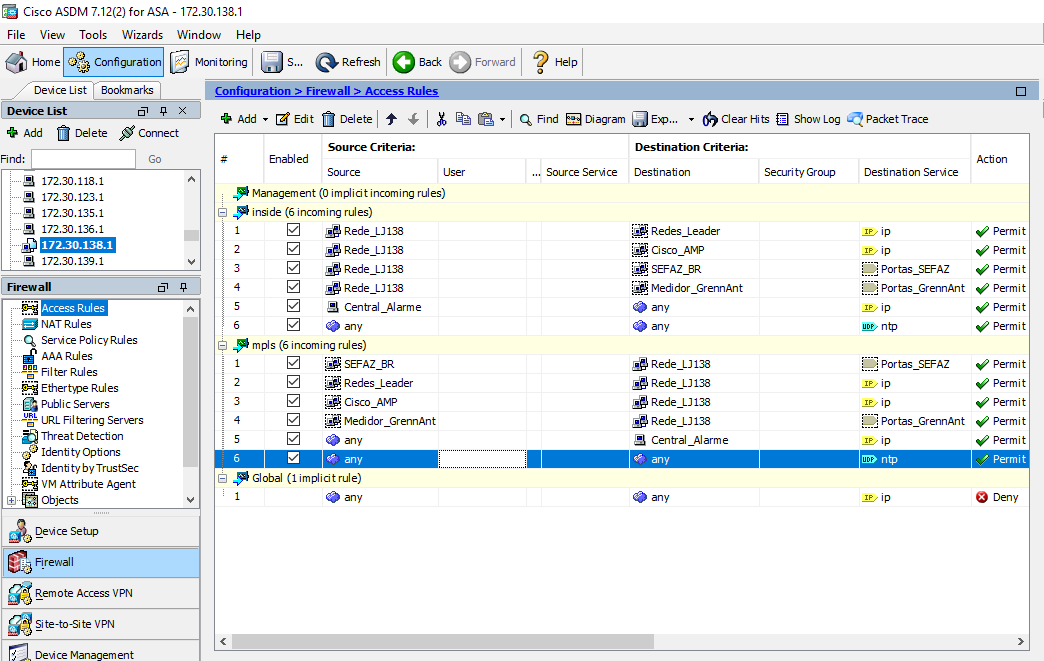 Cisco ASDM 7.12(2) for ASA - 172.30.138.1
File View Tools Wizards Window Help
Home Configuration Monitoring S... Refresh Back Forward Help
Device List Bookmarks
Device List
Add Delete Connect
Find: Go
172.30.118.1
172.30.123.1
172.30.135.1
172.30.136.1
172.30.138.1
172.30.139.1
Firewall
Access Rules
NAT Rules
Service Policy Rules
AAA Rules
Filter Rules
Ethertype Rules
Public Servers
URL Filtering Servers
Threat Detection
Identity Options
Identity by TrustSec
VM Attribute Agent
Objects
Device Setup
Firewall
Remote Access VPN
Site-to-Site VPN
Device Management
Configuration > Firewall > Access Rules
Add Edit Delete Find Diagram Exp... Clear Hits Show Log Packet Trace
# Enabled Source Criteria: Destination Criteria: Action
Source User ... Source Service Destination Security Group Destination Service
Management (0 implicit incoming rules)
inside (6 incoming rules)
1 Rede_LJ138 Redes_Leader IP ip Permit
2 Rede_LJ138 Cisco_AMP IP ip Permit
3 Rede_LJ138 SEFAZ_BR Portas_SEFAZ Permit
4 Rede_LJ138 Medidor_GrennAnt Portas_GrennAnt Permit
5 Central_Alarme any IP ip Permit
6 any any UDP ntp Permit
mpls (6 incoming rules)
1 SEFAZ_BR Rede_LJ138 Portas_SEFAZ Permit
2 Redes_Leader Rede_LJ138 IP ip Permit
3 Cisco_AMP Rede_LJ138 IP ip Permit
4 Medidor_GrennAnt Rede_LJ138 Portas_GrennAnt Permit
5 any Central_Alarme IP ip Permit
6 any any UDP ntp Permit
Global (1 implicit rule)
1 any any IP ip Deny